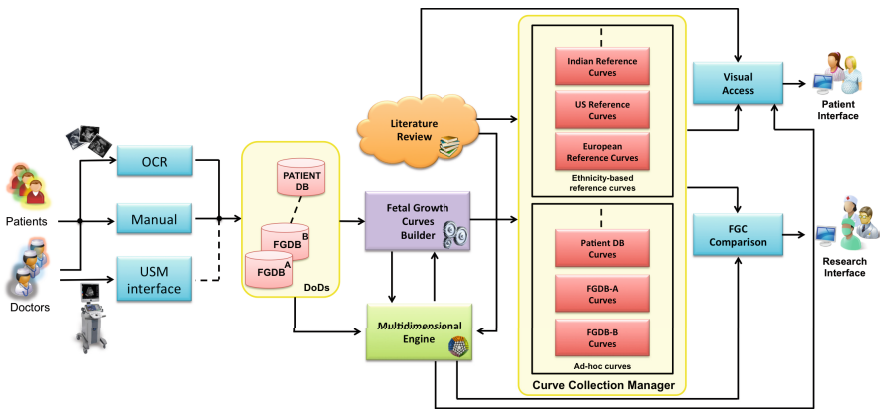 Patients
Doctors
OCR
Manual
USM
interface
PATIENT
DB
FGDB B
FGDB A
DoDs
Literature
Review
Fetal Growth
Curves
Builder
Multidimensional
Engine
Indian Reference
Curves
US Reference
Curves
European
Reference Curves
Ethnicity-based
reference curves
Patient DB
Curves
FGDB-A
Curves
FGDB-B
Curves
Ad-hoc curves
Curve Collection Manager
Visual
Access
FGC
Comparison
Patient
Interface
Research
Interface